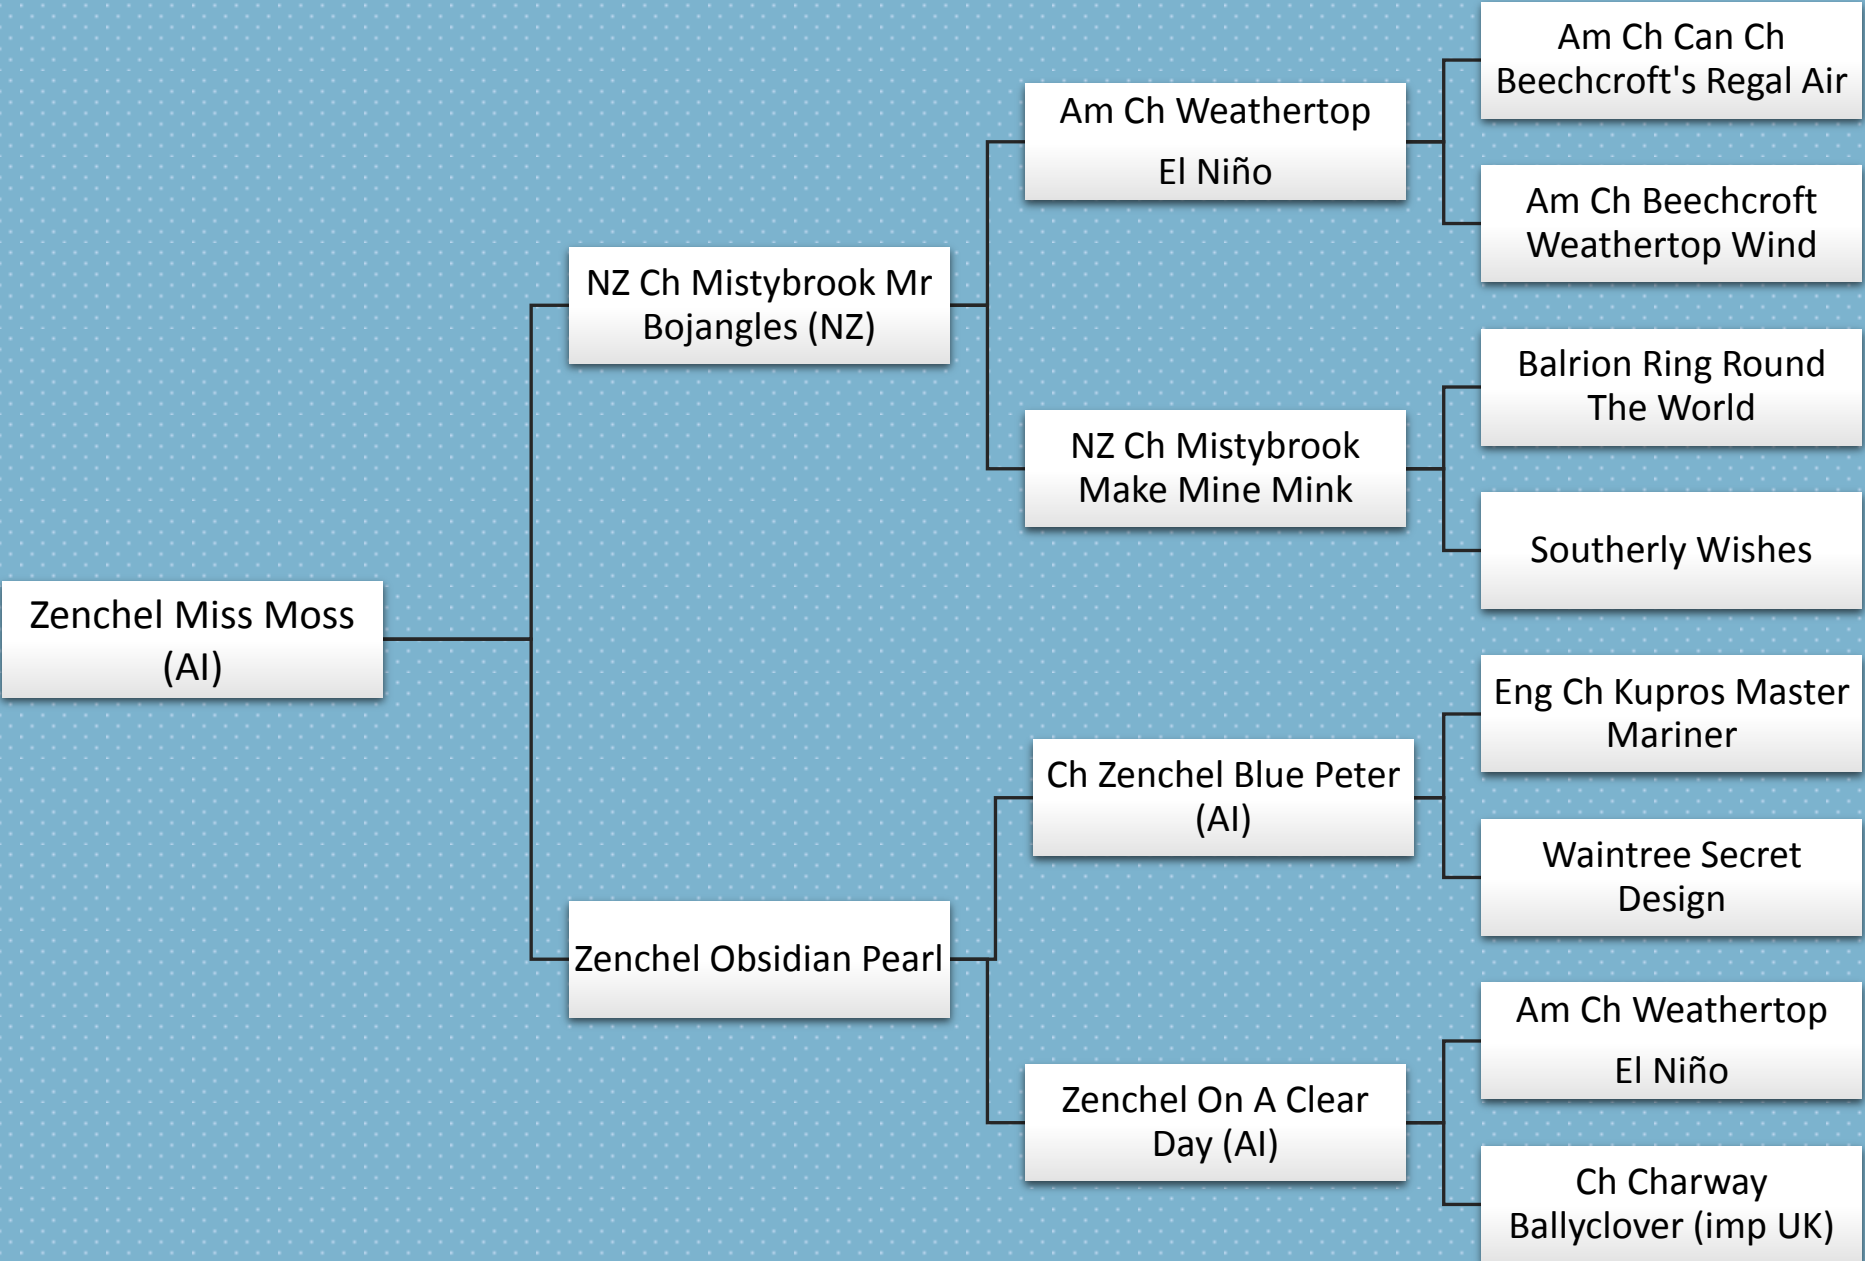 Zenchel Miss Moss
(AI)
NZ Ch Mistybrook Mr
Bojangles (NZ)
Zenchel Obsidian Pearl
Am Ch Weathertop
El Niño
NZ Ch Mistybrook
Make Mine Mink
Ch Zenchel Blue Peter
(AI)
Zenchel On A Clear
Day (AI)
Am Ch Can Ch
Beechcroft's Regal Air
Am Ch Beechcroft
Weathertop Wind
Balrion Ring Round
The World
Southerly Wishes
Eng Ch Kupros Master
Mariner
Waintree Secret
Design
Am Ch Weathertop
El Niño
Ch Charway
Ballyclover (imp UK)